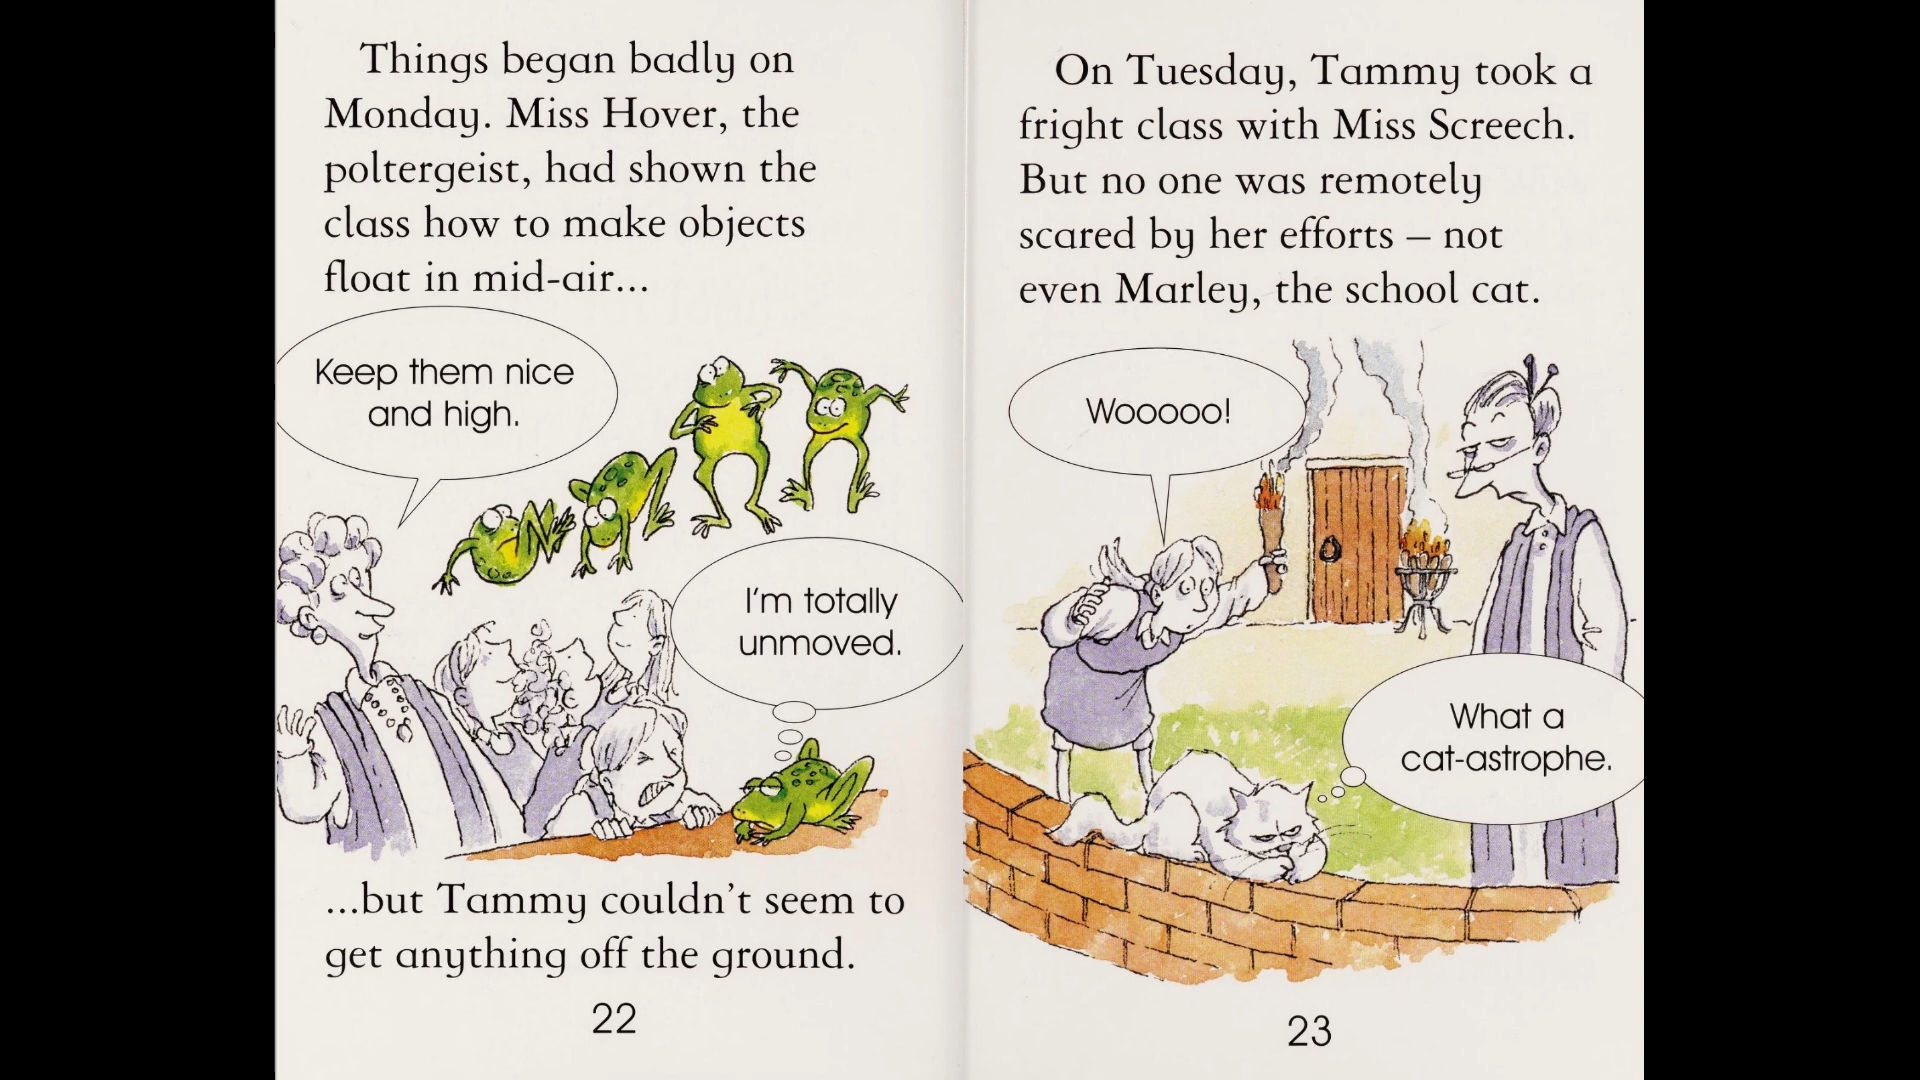 Things began badly on
Monday. Miss Hover, the
poltergeist, had shown the
class how to make objects
float in mid-air...
Keep them nice
and high.
I'm totally
unmoved.
...but Tammy couldn't seem to
get anything off the ground.
22
On Tuesday, Tammy took a
fright class with Miss Screech.
But no one was remotely
scared by her efforts – not
even Marley, the school cat.
Wooooo!
What a
cat-astrophe.
23